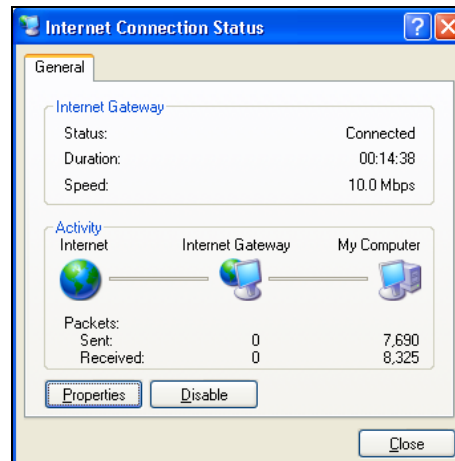 Internet Connection Status
General
Internet Gateway
Status: Connected
Duration: 00:14:38
Speed: 10.0 Mbps
Activity
Internet Internet Gateway My Computer
Packets:
Sent: 0 7,690
Received: 0 8,325
Properties Disable
Close